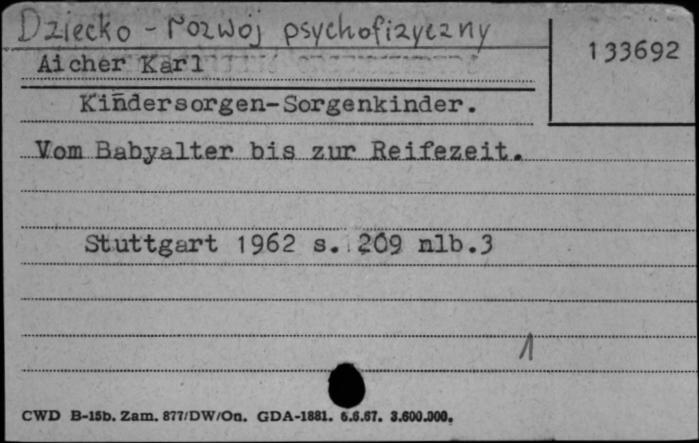 Dziecko - rozwój psychofizyczny
133692
Aicher Karl
Kindersorgen-Sorgenkinder.
Vom Babyalter bis zur Reifezeit.
Stuttgart 1962 s. 209 nlb.3
1
CWD B-15b. Zam. 877/DW/On. GDA-1881. 6.6.67. 3.600.000.